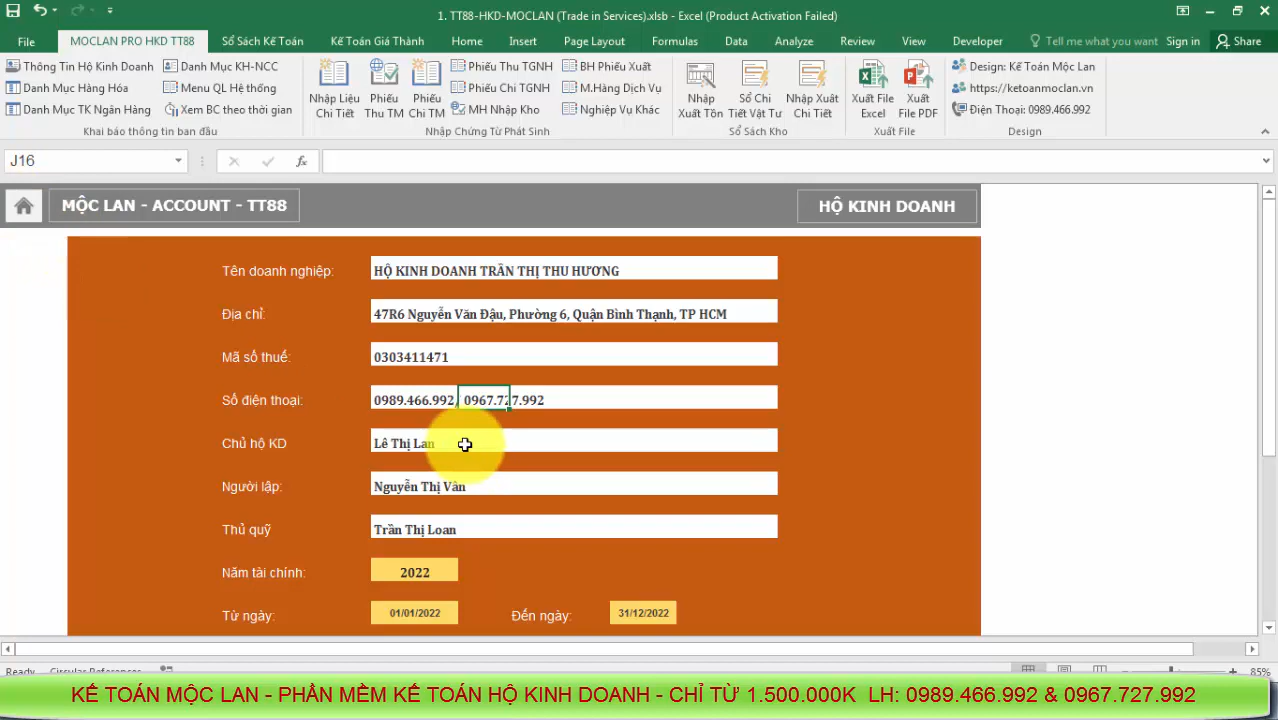 1. TT88-HKD-MOCLAN (Trade in Services).xlsb - Excel (Product Activation Failed)
File MOCLAN PRO HKD TT88 Sổ Sách Kế Toán Kế Toán Giá Thành Home Insert Page Layout Formulas Data Analyze Review View Developer Tell me what you want Sign in Share
Thông Tin Hộ Kinh Doanh
Danh Mục Hàng Hóa
Danh Mục TK Ngân Hàng
Danh Mục KH-NCC
Menu QL Hệ thống
Xem BC theo thời gian
Khai báo thông tin ban đầu
Nhập Liệu
Chi Tiết
Phiếu
Thu TM
Phiếu
Chi TM
Phiếu Thu TGNH
Phiếu Chi TGNH
MH Nhập Kho
BH Phiếu Xuất
M.Hàng Dịch Vụ
Nghiệp Vụ Khác
Nhập Chứng Từ Phát Sinh
Nhập
Xuất Tồn
Sổ Chi
Tiết Vật Tư
Nhập Xuất
Chi Tiết
Sổ Sách Kho
Xuất File
Excel
Xuất
File PDF
Xuất File
Design: Kế Toán Mộc Lan
https://ketoanmoclan.vn
Điện Thoại: 0989.466.992
Design
J16
MỘC LAN - ACCOUNT - TT88
HỘ KINH DOANH
Tên doanh nghiệp: HỘ KINH DOANH TRẦN THỊ THU HƯƠNG
Địa chỉ: 47R6 Nguyễn Văn Đậu, Phường 6, Quận Bình Thạnh, TP HCM
Mã số thuế: 0303411471
Số điện thoại: 0989.466.992 0967.727.992
Chủ hộ KD Lê Thị Lan
Người lập: Nguyễn Thị Vân
Thủ quỹ Trần Thị Loan
Năm tài chính: 2022
Từ ngày: 01/01/2022 Đến ngày: 31/12/2022
Ready Circular References 85%
KẾ TOÁN MỘC LAN - PHẦN MỀM KẾ TOÁN HỘ KINH DOANH - CHỈ TỪ 1.500.000K LH: 0989.466.992 & 0967.727.992